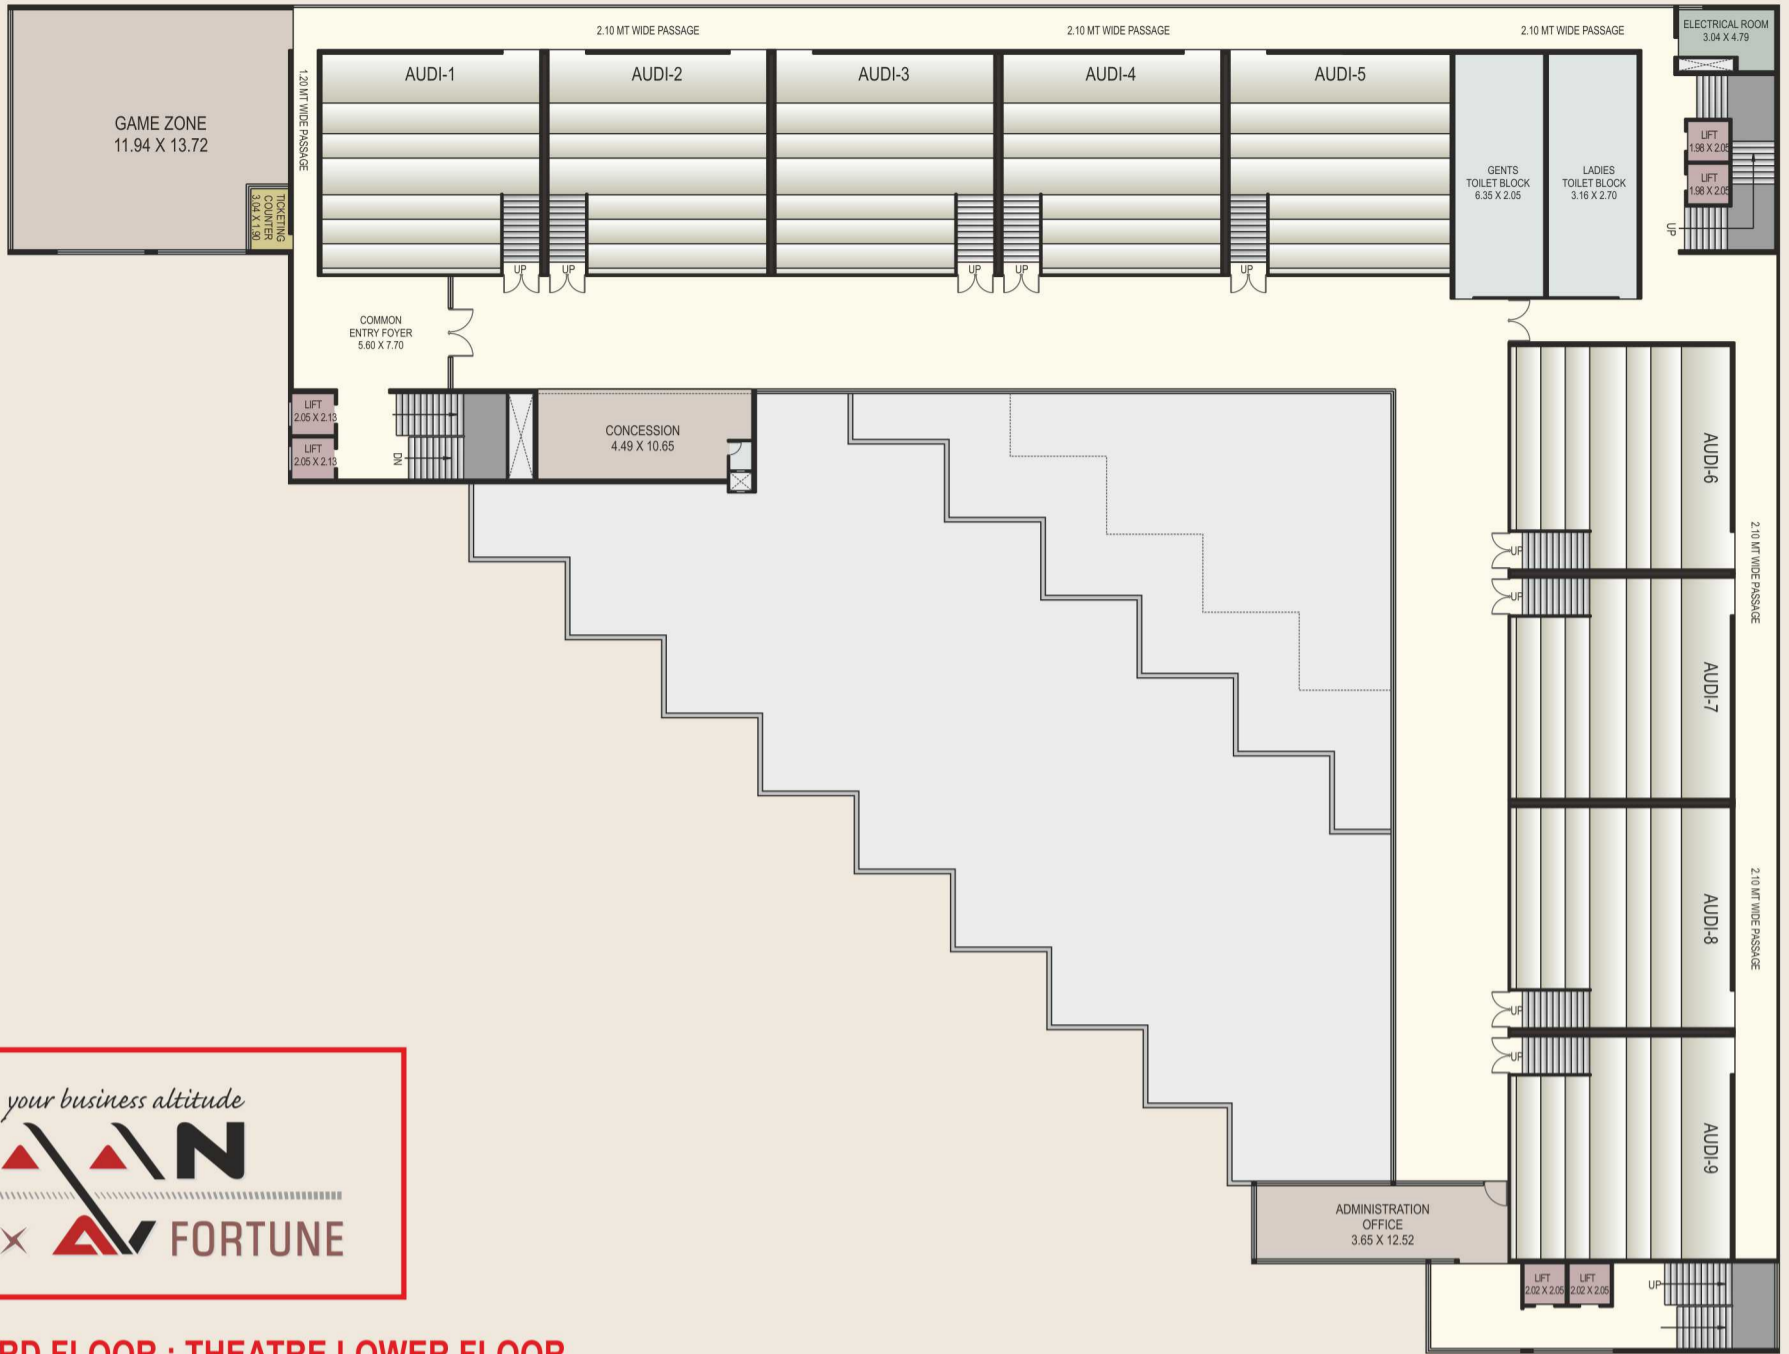 2.10 MT WIDE PASSAGE
2.10 MT WIDE PASSAGE
2.10 MT WIDE PASSAGE
ELECTRICAL ROOM
3.04 X 4.79
GAME ZONE
11.94 X 13.72
1.20 MT WIDE PASSAGE
TICKETING
COUNTER
3.04 X 1.90
AUDI-1
AUDI-2
AUDI-3
AUDI-4
AUDI-5
UP
UP
UP
UP
UP
GENTS
TOILET BLOCK
6.35 X 2.05
LADIES
TOILET BLOCK
3.16 X 2.70
LIFT
1.98 X 2.05
LIFT
1.98 X 2.05
UP
COMMON
ENTRY FOYER
5.60 X 7.70
LIFT
2.05 X 2.13
LIFT
2.05 X 2.13
DN
CONCESSION
4.49 X 10.65
AUDI-6
UP
2.10 MT WIDE PASSAGE
UP
AUDI-7
AUDI-8
2.10 MT WIDE PASSAGE
UP
UP
AUDI-9
ADMINISTRATION
OFFICE
3.65 X 12.52
LIFT
2.02 X 2.05
LIFT
2.02 X 2.05
UP
your business altitude
AAN
FORTUNE
RD FLOOR : THEATRE LOWER FLOOR